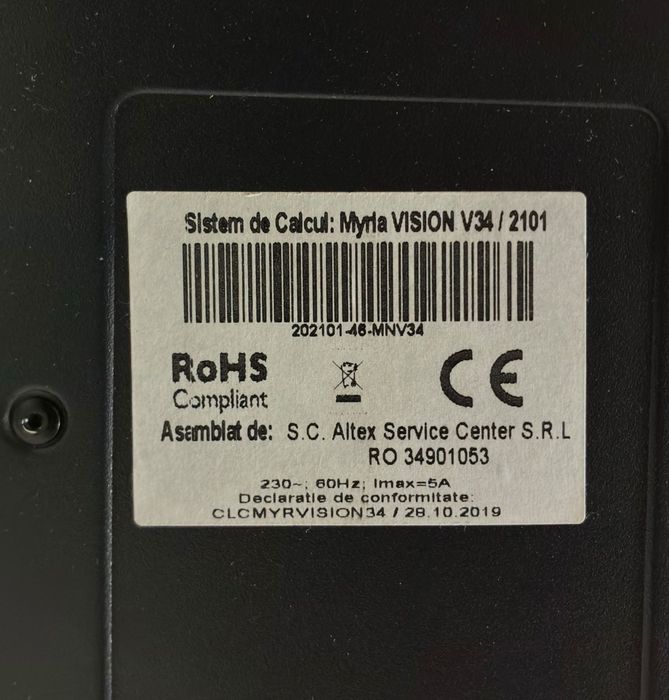 Sistem de Calcul: Myria VISION V34 / 2101
202101-46-MNV34
RoHS
Compliant
CE
Asamblat de: S.C. Altex Service Center S.R.L
RO 34901053
230~; 60Hz; Imax=5A
Declaratie de conformitate:
CLCMYRVISION34 / 28.10.2019